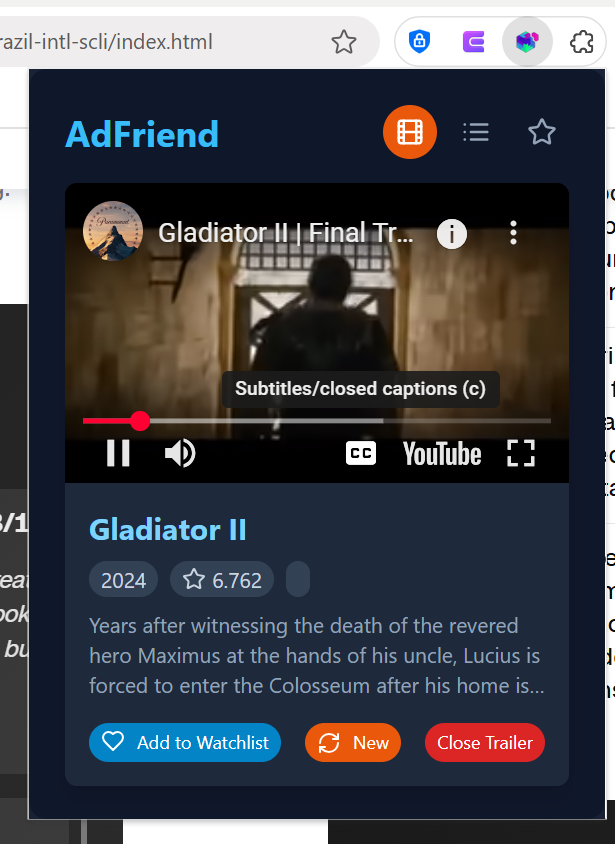 razil-intl-scli/index.html
AdFriend
Paramount
Gladiator II | Final Tr...
Subtitles/closed captions (c)
CC
YouTube
Gladiator II
2024
6.762
Years after witnessing the death of the revered
hero Maximus at the hands of his uncle, Lucius is
forced to enter the Colosseum after his home is...
Add to Watchlist
New
Close Trailer